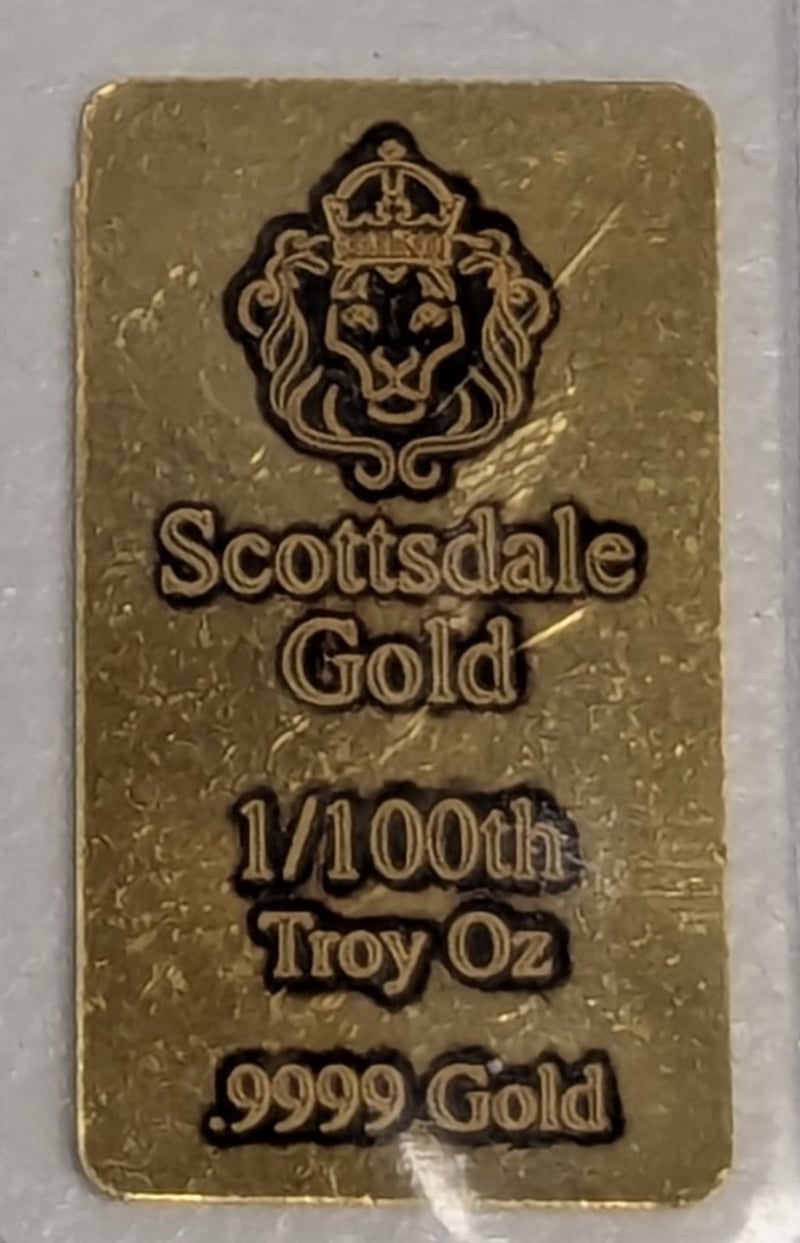 Scottsdale
Gold
1/100th
Troy Oz
.9999 Gold